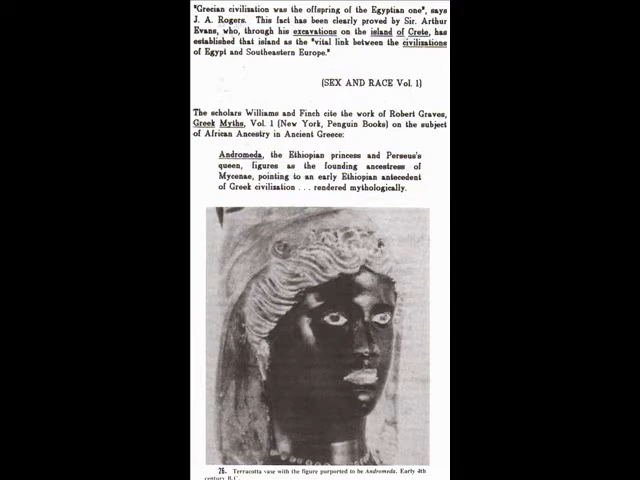 "Grecian civilization was the offspring of the Egyptian one", says
J. A. Rogers. This fact has been clearly proved by Sir. Arthur
Evans, who, through his excavations on the island of Crete, has
established that island as the "vital link between the civilizations
of Egypt and Southeastern Europe."
(SEX AND RACE Vol. 1)
The scholars Williams and Finch cite the work of Robert Graves,
Greek Myths, Vol. 1 (New York, Penguin Books) on the subject
of African Ancestry in Ancient Greece:
Andromeda, the Ethiopian princess and Perseus's
queen, figures as the founding ancestress of
Mycenae, pointing to an early Ethiopian antecedent
of Greek civilization . . . rendered mythologically.
26. Terracotta vase with the figure purported to be Andromeda. Early 4th
century B.C.